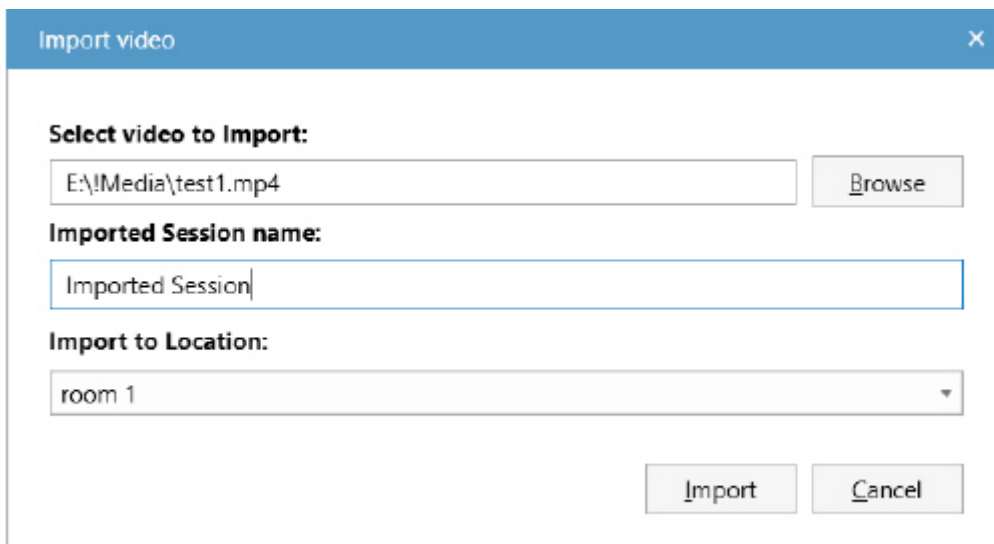 Import video
Select video to Import:
E:\!Media\test1.mp4
Browse
Imported Session name:
Imported Session
Import to Location:
room 1
Import
Cancel